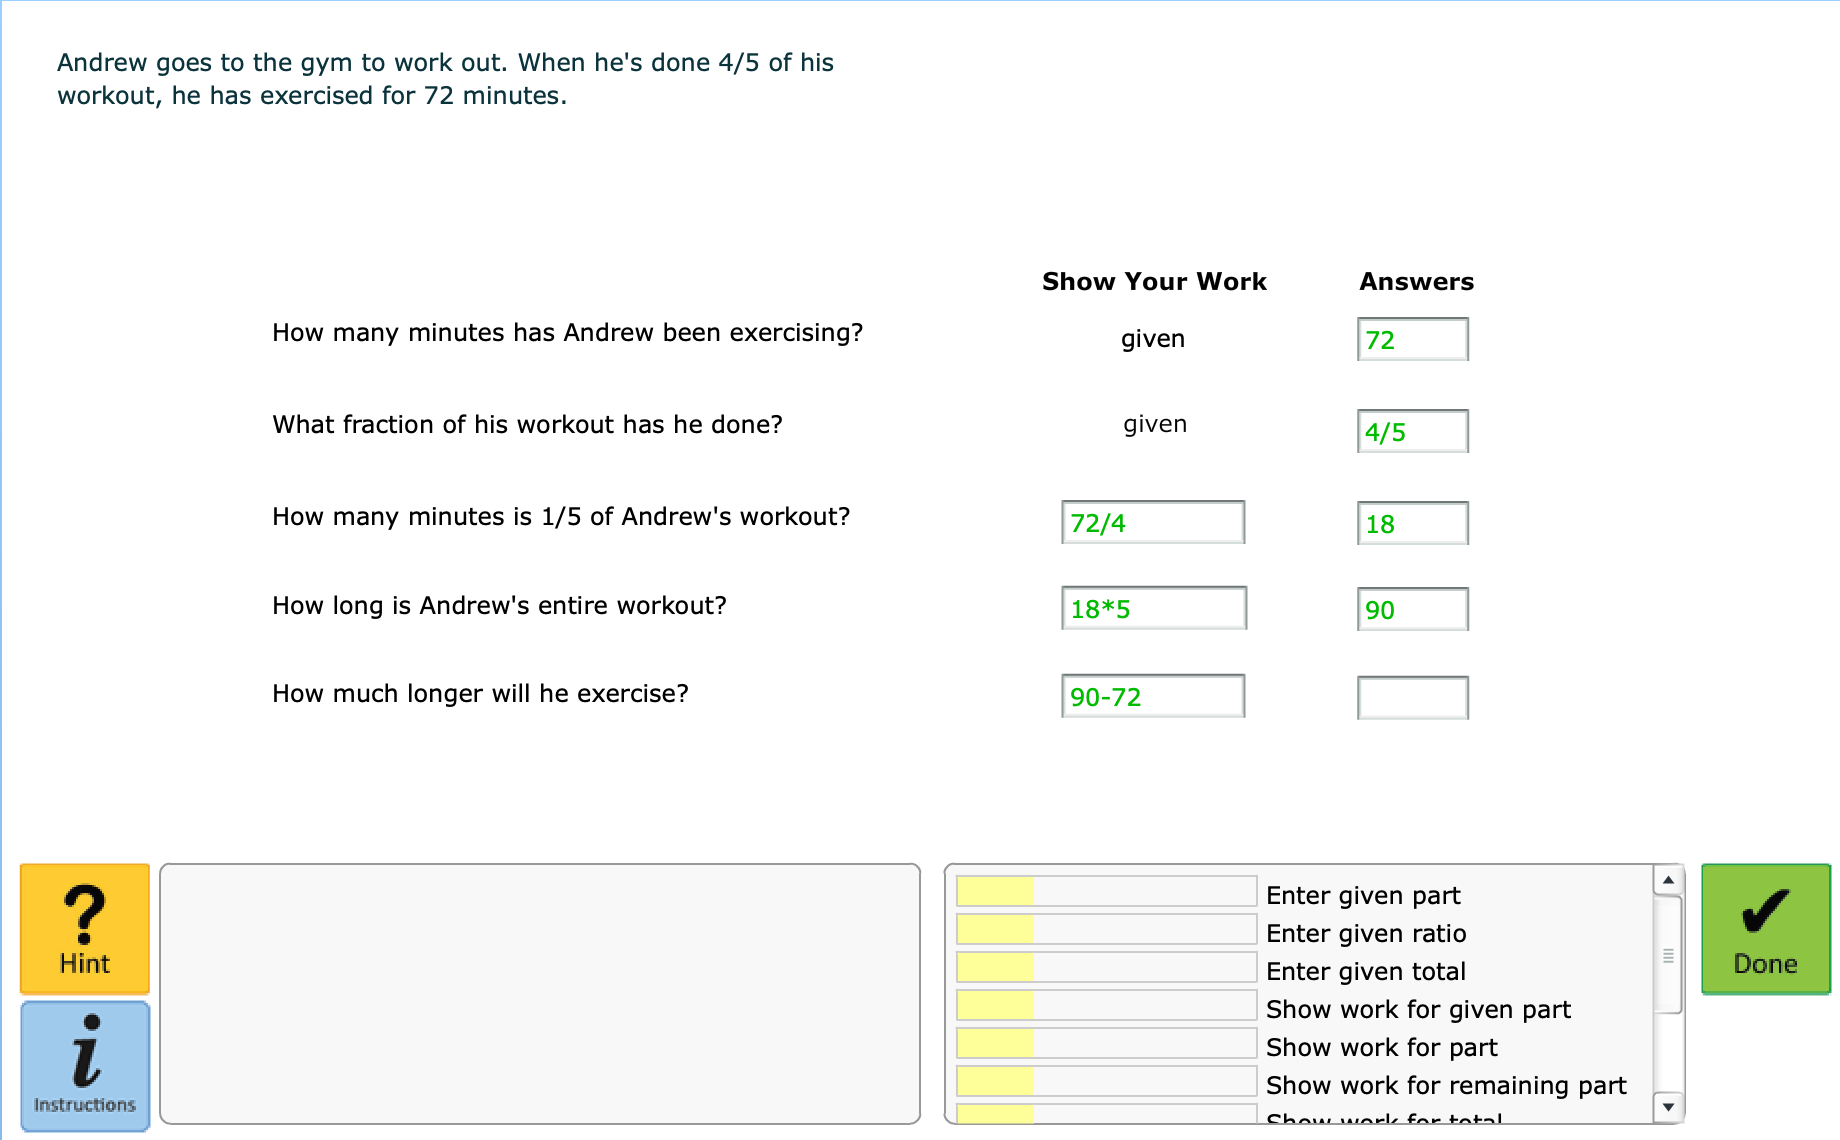 Andrew goes to the gym to work out. When he's done 4/5 of his
workout, he has exercised for 72 minutes.
Show Your Work Answers
How many minutes has Andrew been exercising? given 72
What fraction of his workout has he done? given 4/5
How many minutes is 1/5 of Andrew's workout? 72/4 18
How long is Andrew's entire workout? 18*5 90
How much longer will he exercise? 90-72
?
Hint
i
Instructions
Enter given part
Enter given ratio
Enter given total
Show work for given part
Show work for part
Show work for remaining part
Show work for total
Done